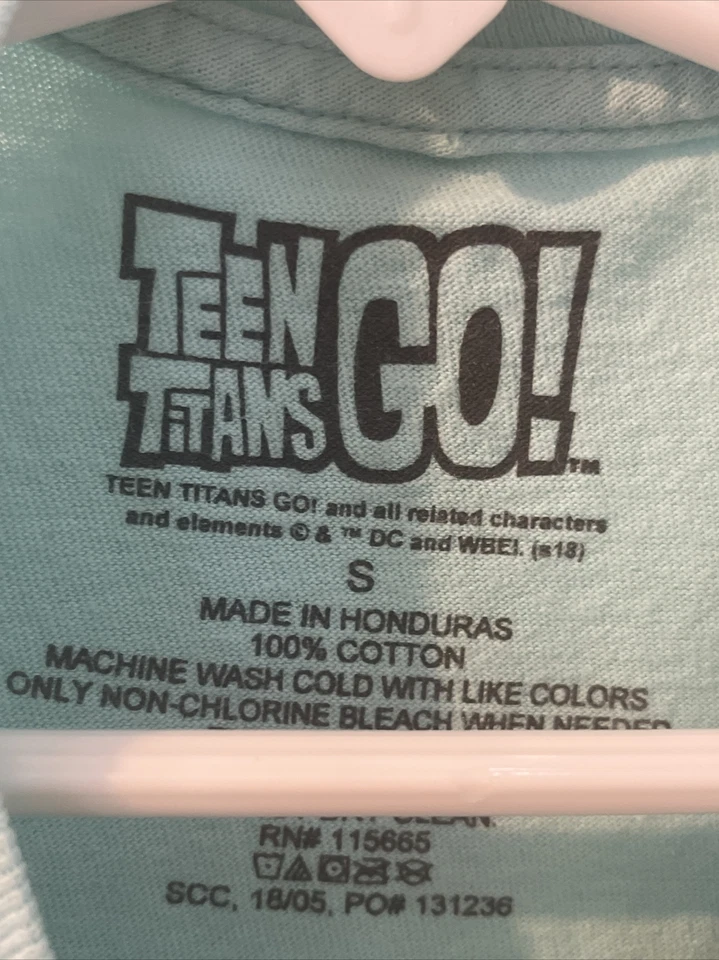 TEEN
TITANS
GO!
™
TEEN TITANS GO! and all related characters
and elements © & ™ DC and WBEI. (s18)
S
MADE IN HONDURAS
100% COTTON
MACHINE WASH COLD WITH LIKE COLORS
ONLY NON-CHLORINE BLEACH WHEN NEEDED
CLEAN.
RN# 115665
SCC, 18/05, PO# 131236